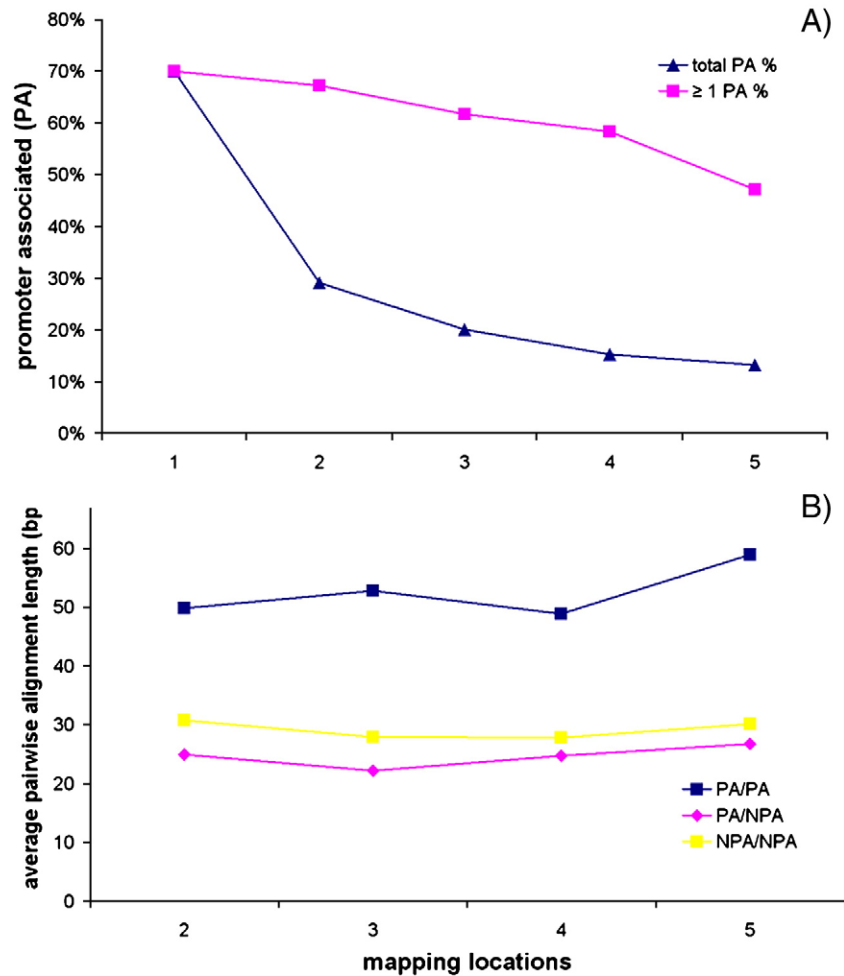 A)
80%
70%
60%
50%
40%
30%
20%
10%
0%
promoter associated (PA)
total PA %
≥ 1 PA %
1 2 3 4 5
B)
60
50
40
30
20
10
0
average pairwise alignment length (bp
PA/PA
PA/NPA
NPA/NPA
2 3 4 5
mapping locations